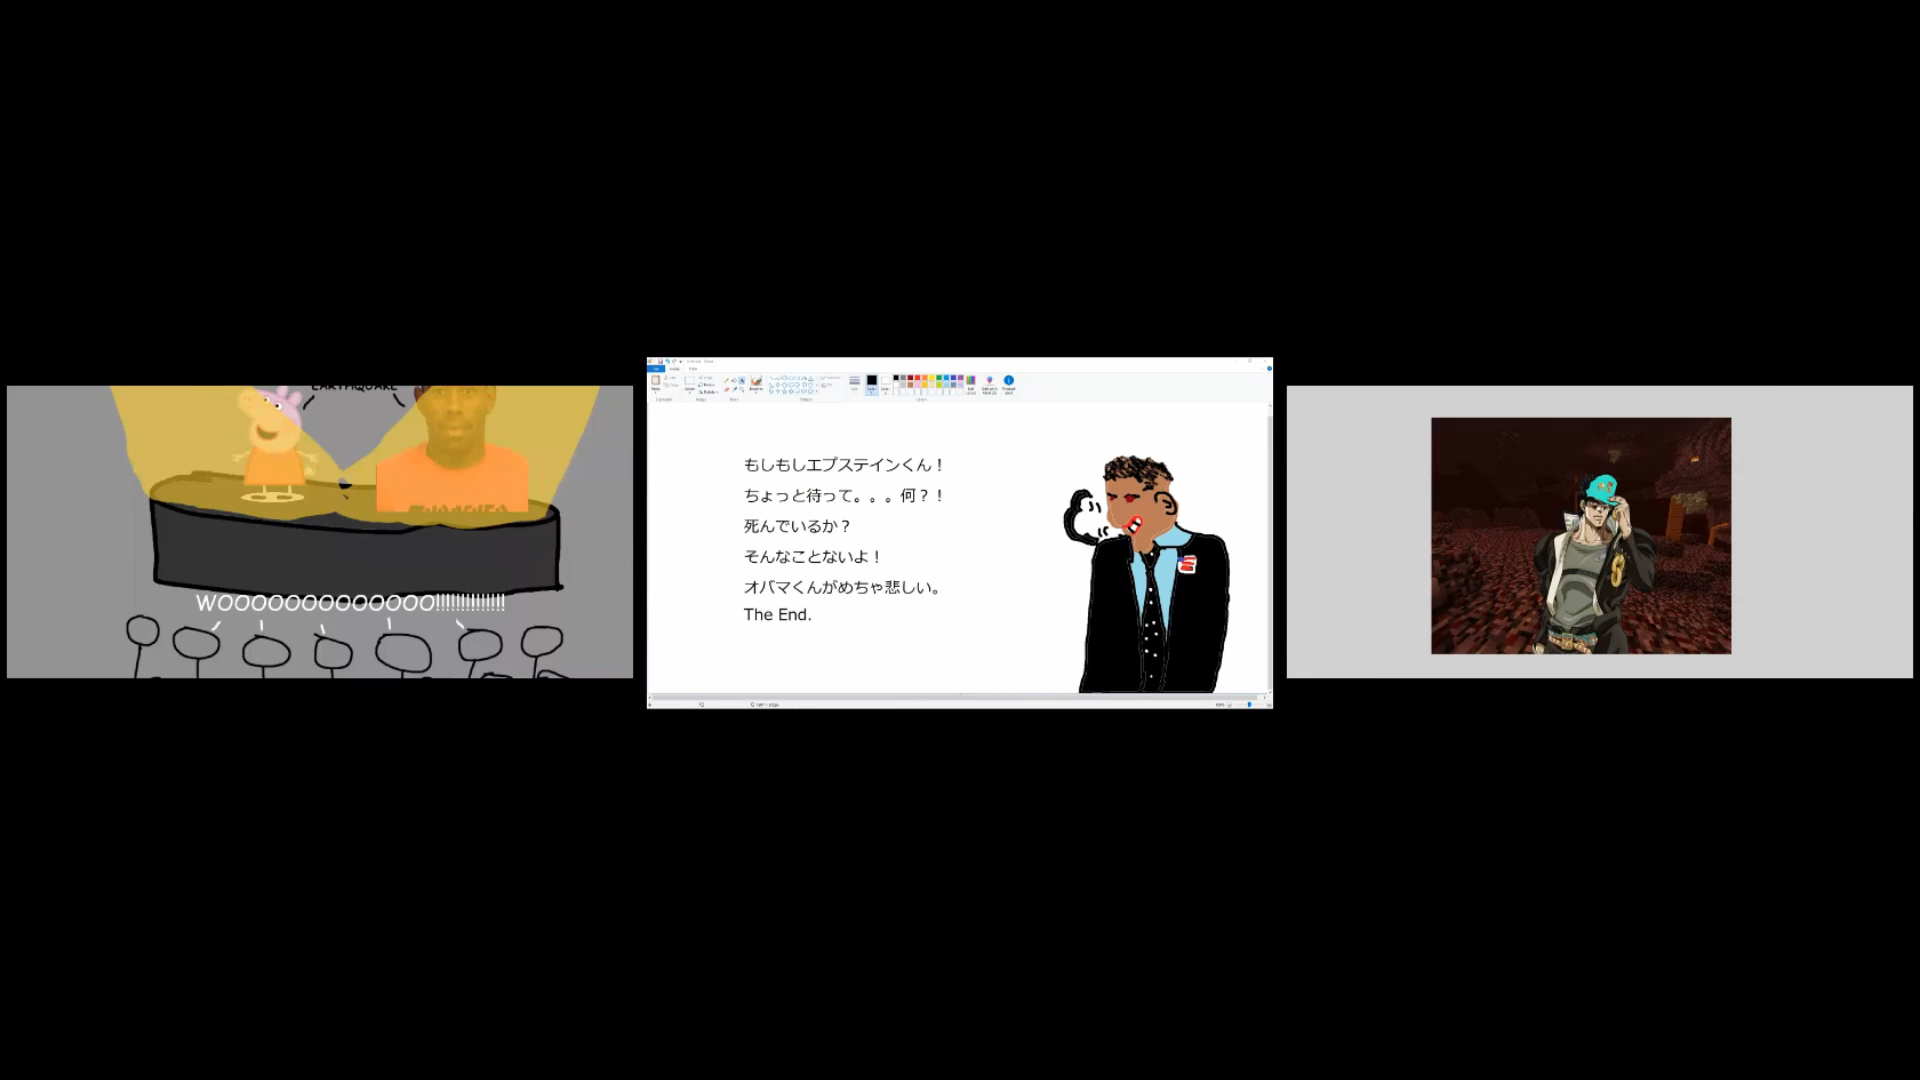 EARTHQUAKE
WOOOOOOOOOOOOO!!!!!!!!!!!!!!
もしもしエプステインくん！
ちょっと待って。。。何？！
死んでいるか？
そんなことないよ！
オバマくんがめちゃ悲しい。
The End.